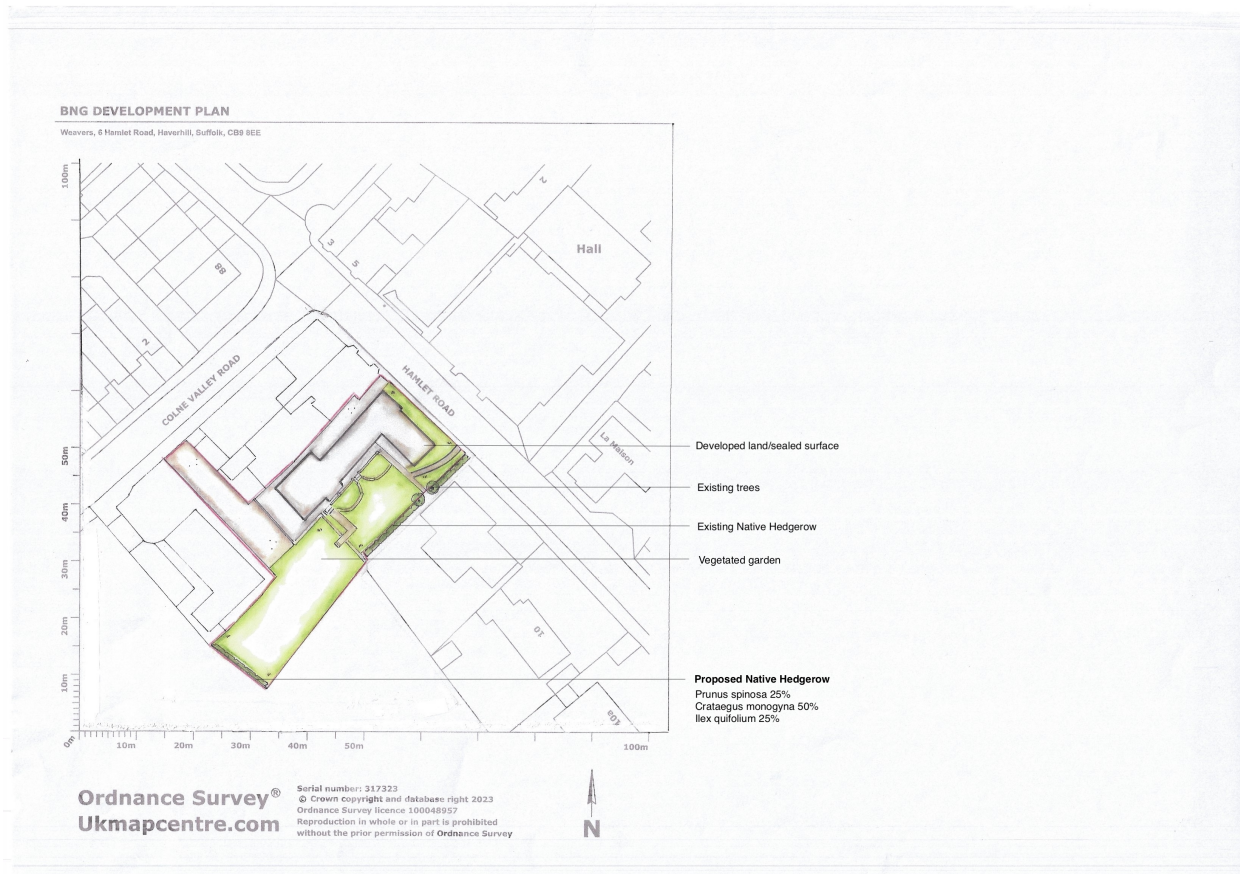 BNG DEVELOPMENT PLAN
Weavers, 6 Hamlet Road, Haverhill, Suffolk, CB9 8EE
100m
50m
40m
30m
20m
10m
0m
10m
20m
30m
40m
50m
100m
2
Hall
3
5
88
2
COLNE VALLEY ROAD
HAMLET ROAD
La Maison
10
10a
Developed land/sealed surface
Existing trees
Existing Native Hedgerow
Vegetated garden
Proposed Native Hedgerow
Prunus spinosa 25%
Crataegus monogyna 50%
Ilex quifolium 25%
Ordnance Survey®
Ukmapcentre.com
Serial number: 317323
© Crown copyright and database right 2023
Ordnance Survey licence 100048957
Reproduction in whole or in part is prohibited
without the prior permission of Ordnance Survey
N